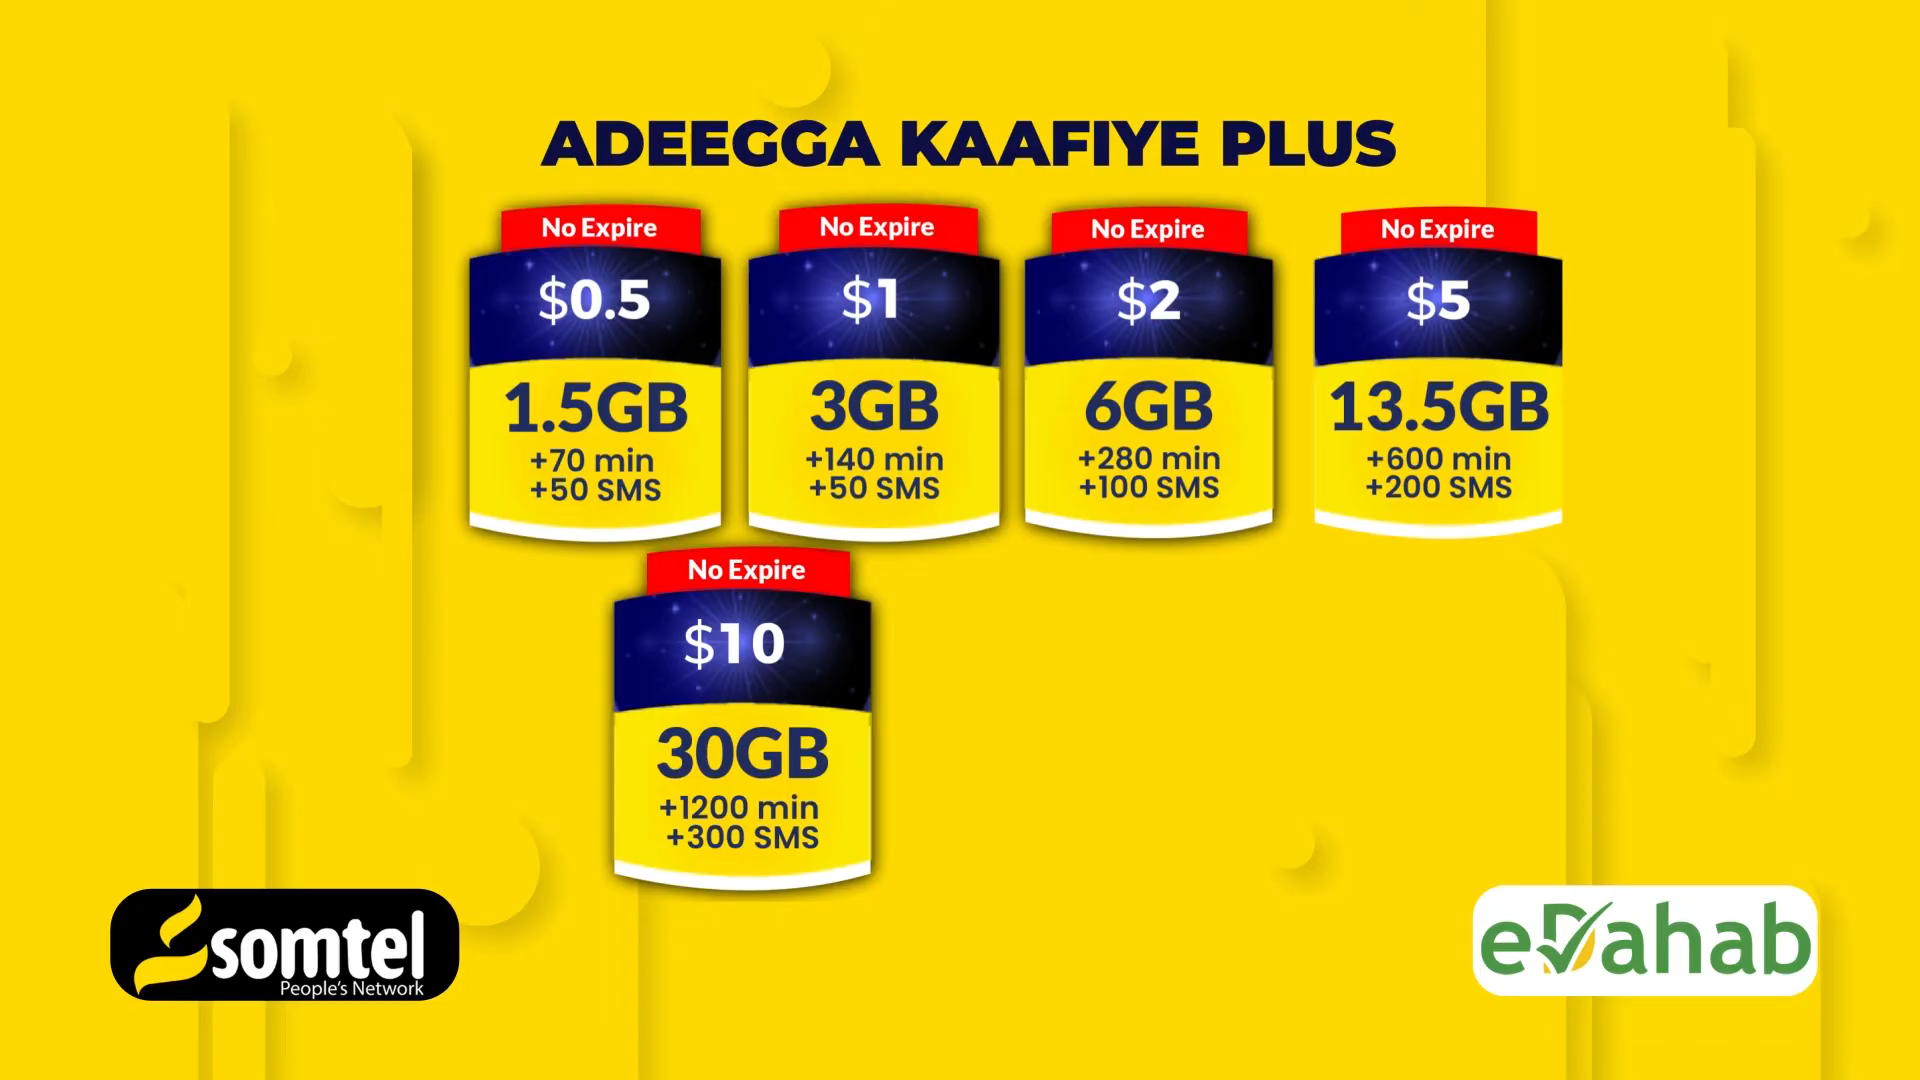 ADEEGGA KAAFIYE PLUS
No Expire
$0.5
1.5GB
+70 min
+50 SMS
No Expire
$1
3GB
+140 min
+50 SMS
No Expire
$2
6GB
+280 min
+100 SMS
No Expire
$5
13.5GB
+600 min
+200 SMS
No Expire
$10
30GB
+1200 min
+300 SMS
somtel
People's Network
eDahab